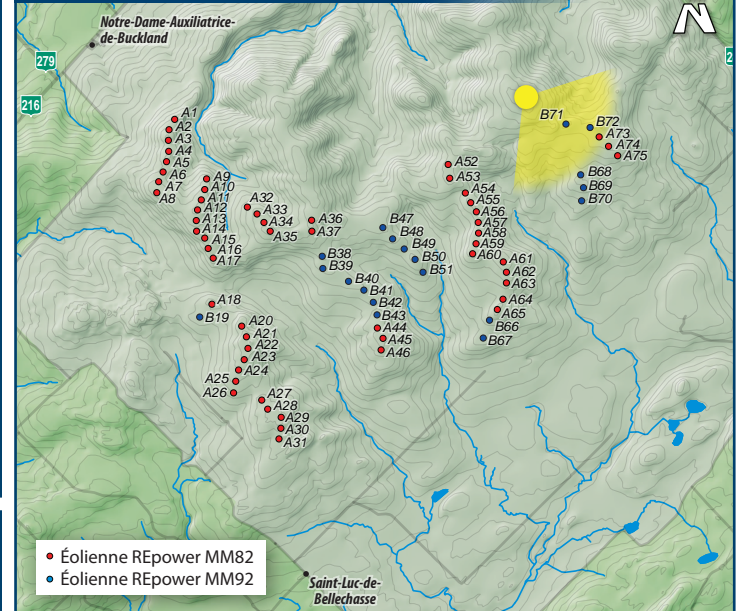 Notre-Dame-Auxiliatrice-
de-Buckland
N
279
2
216
A1
A2
A3
A4
A5
A6
A7
A8
A9
A10
A11
A12
A13
A14
A15
A16
A17
A18
B19
A20
A21
A22
A23
A24
A25
A26
A27
A28
A29
A30
A31
A32
A33
A34
A35
A36
A37
B38
B39
B40
B41
B42
B43
A44
A45
A46
B47
B48
B49
B50
B51
A52
A53
A54
A55
A56
A57
A58
A59
A60
A61
A62
A63
A64
A65
B66
B67
B68
B69
B70
B71
B72
A73
A74
A75
Éolienne REpower MM82
Éolienne REpower MM92
Saint-Luc-de-
Bellechasse